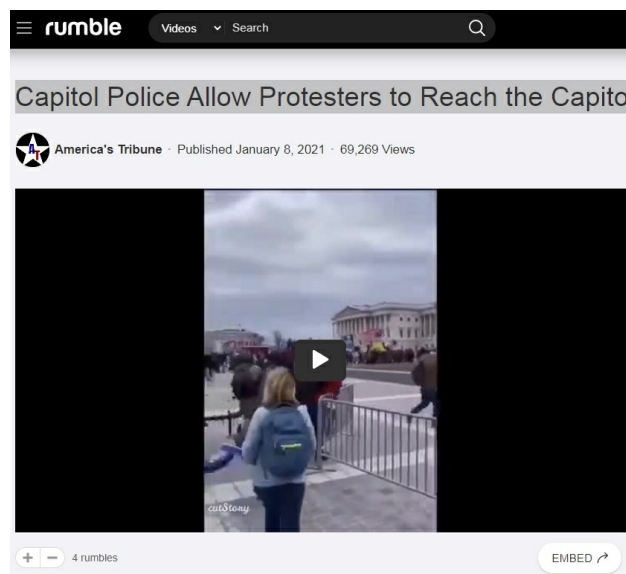 rumble
Videos
Search
Capitol Police Allow Protesters to Reach the Capito
America's Tribune · Published January 8, 2021 · 69,269 Views
cutStory
+ − 4 rumbles
EMBED